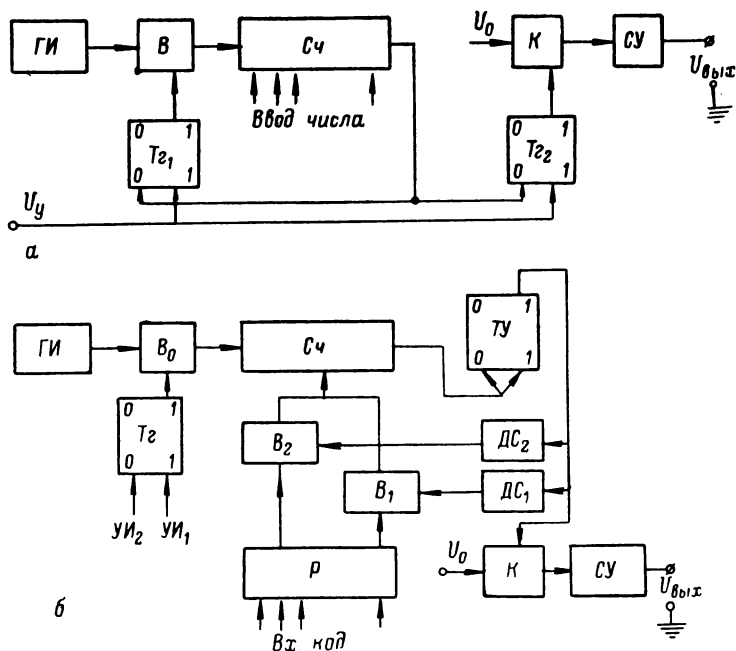 ГИ В Сч U₀ К СУ
Uвых
Ввод числа
0 1
Тг₁
0 1
0 1
Тг₂
0 1
Uу
а
0 1
ТУ
0 1
ГИ В₀ Сч
0 1
Тг
0 1
В₂ ДС₂
В₁ ДС₁
УИ₂ УИ₁
Р
U₀ К СУ
Uвых
б
Вх. код